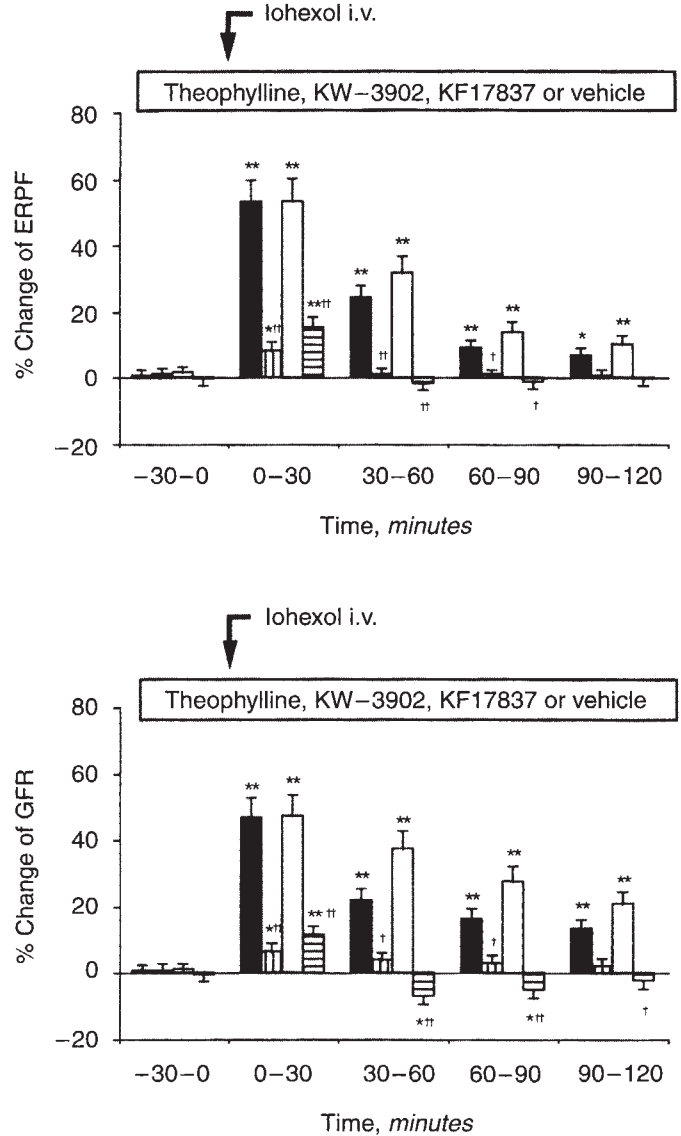 Iohexol i.v.
Theophylline, KW–3902, KF17837 or vehicle
80
60
40
20
0
−20
% Change of ERPF
** **
*†† **††
** **
†† ††
** **
† †
* **
−30–0 0–30 30–60 60–90 90–120
Time, minutes
Iohexol i.v.
Theophylline, KW–3902, KF17837 or vehicle
80
60
40
20
0
−20
% Change of GFR
** **
*†† ** ††
** **
† *††
** **
† *††
** **
†
−30–0 0–30 30–60 60–90 90–120
Time, minutes